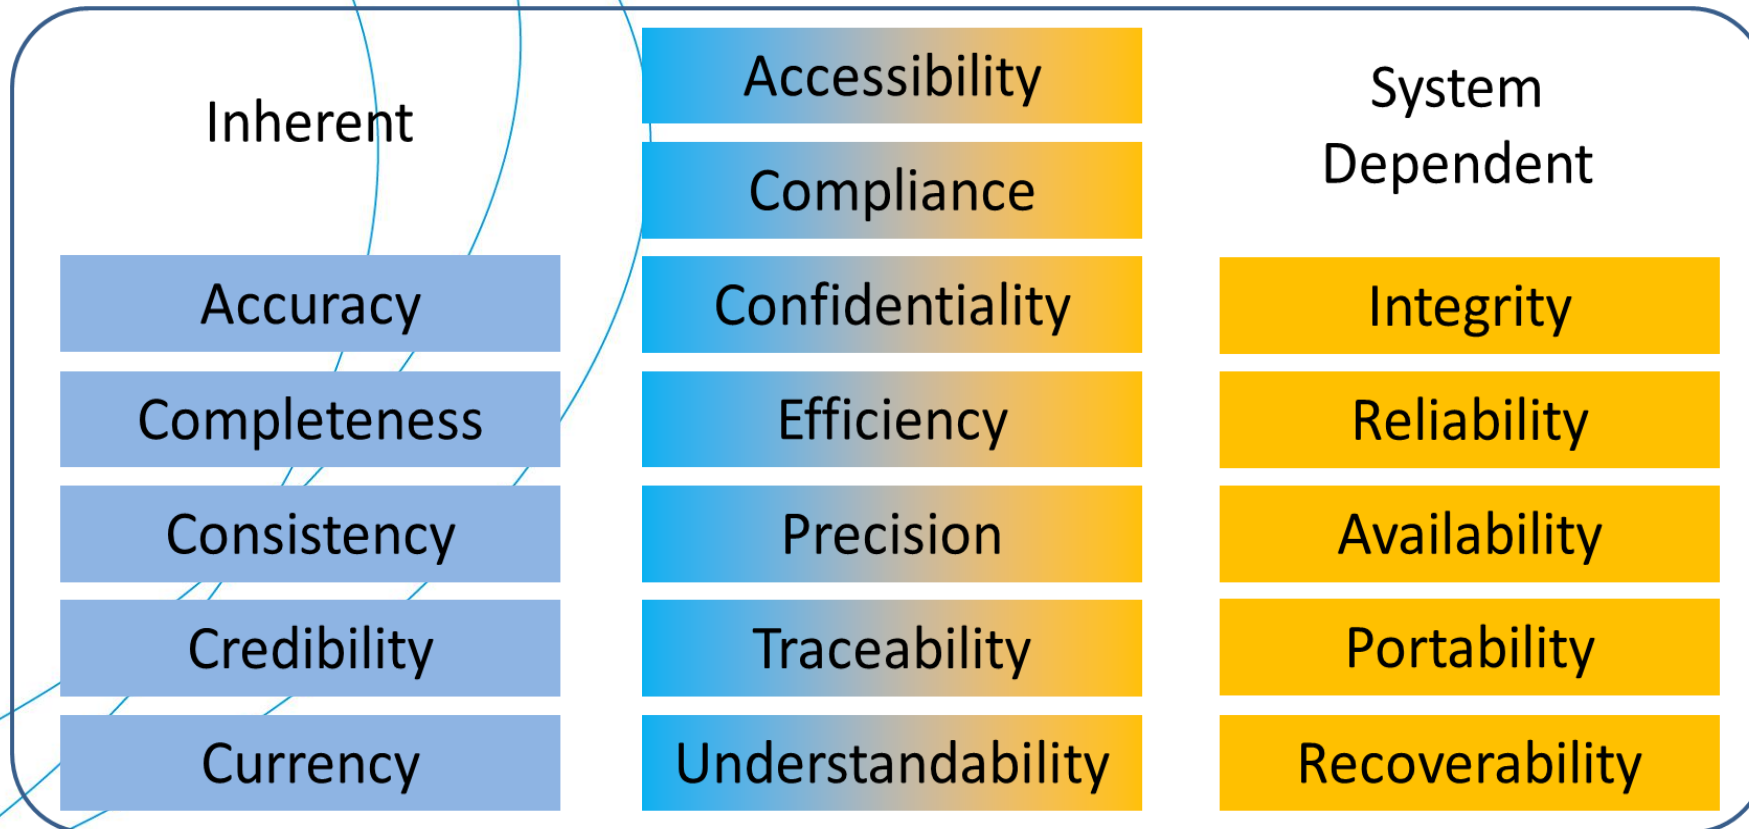 Inherent
Accuracy
Completeness
Consistency
Credibility
Currency
Accessibility
Compliance
Confidentiality
Efficiency
Precision
Traceability
Understandability
System
Dependent
Integrity
Reliability
Availability
Portability
Recoverability